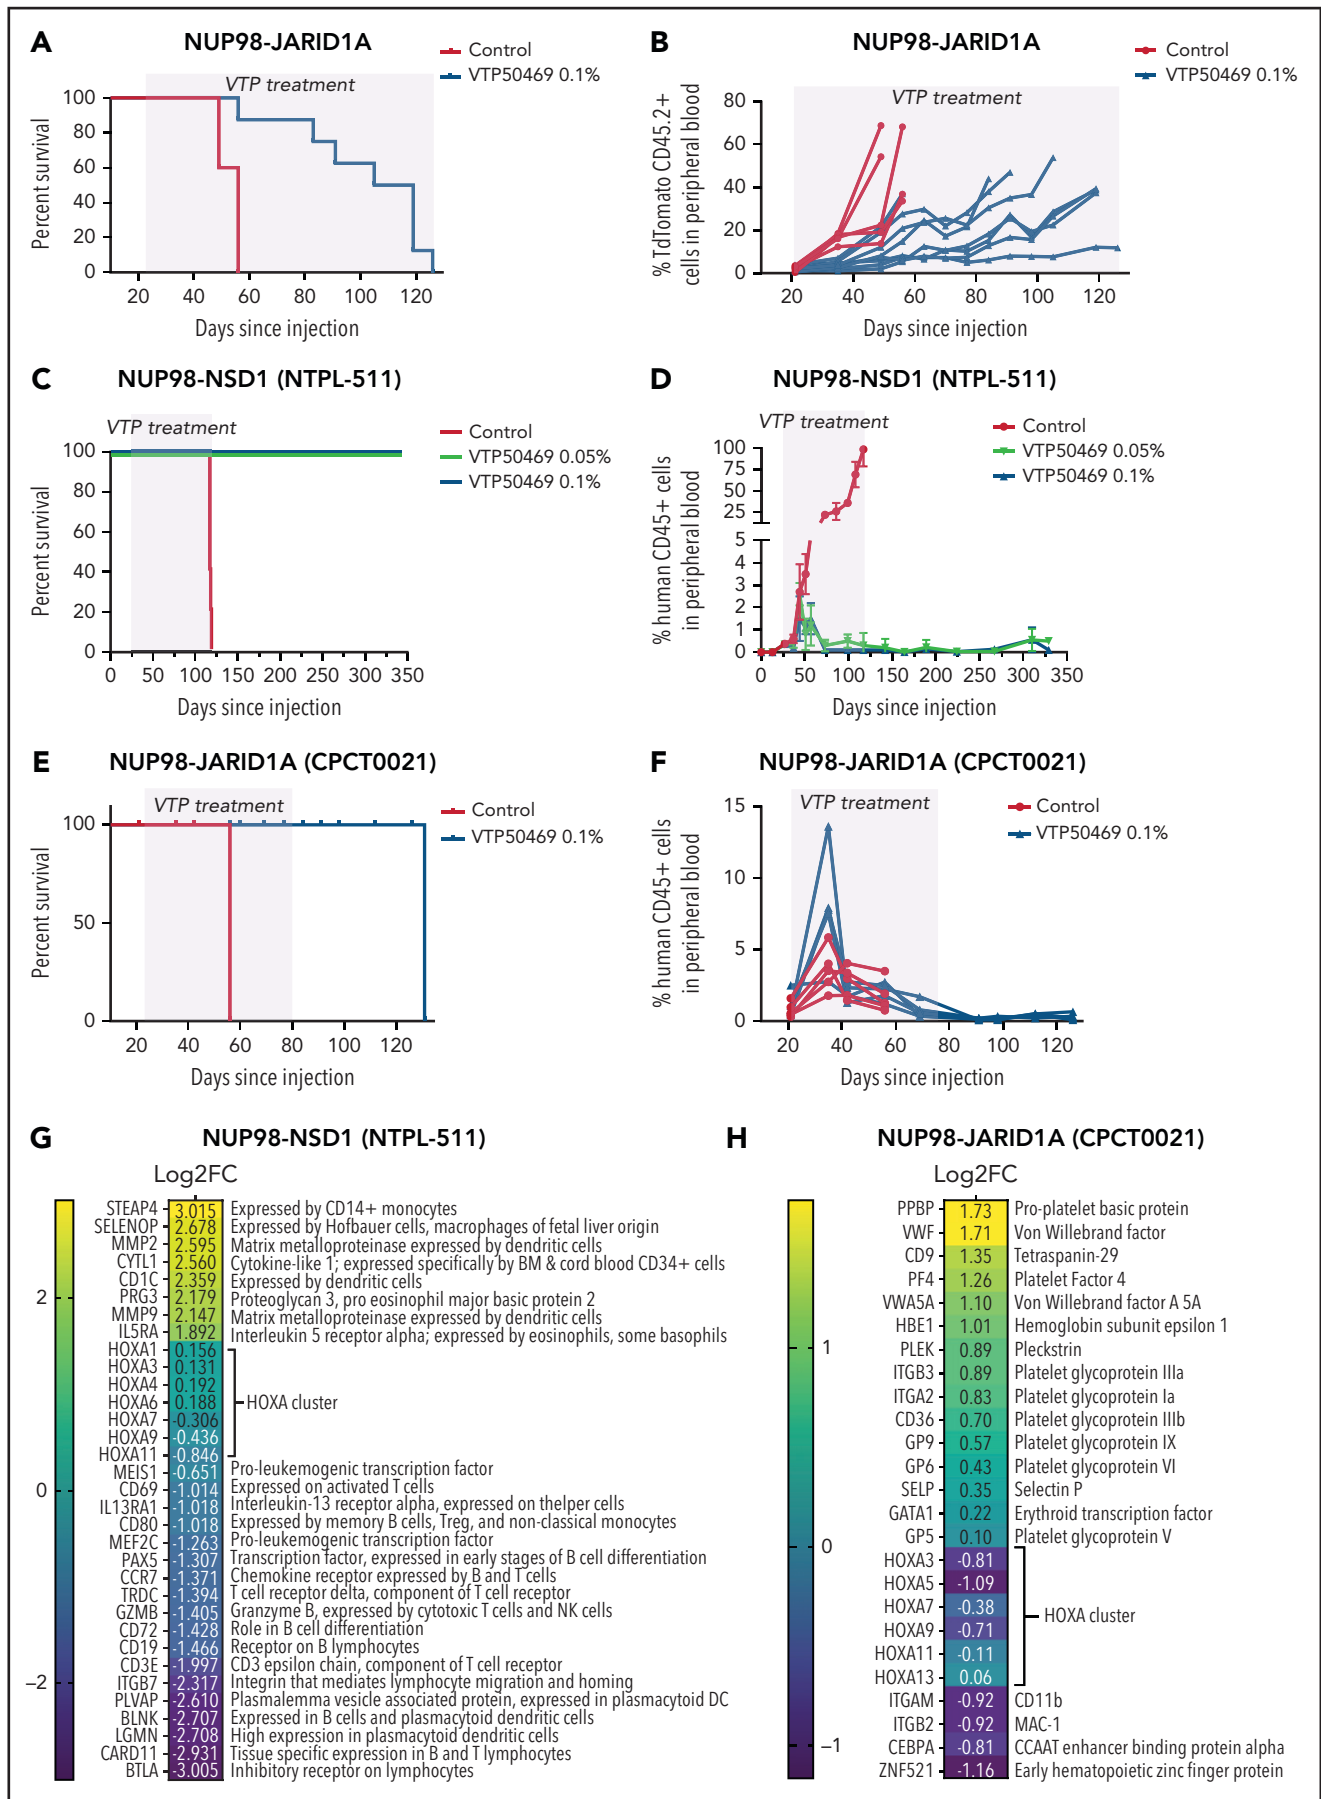 A
NUP98-JARID1A
Control
VTP50469 0.1%
VTP treatment
Percent survival
100
80
60
40
20
0
20 40 60 80 100 120
Days since injection
B
NUP98-JARID1A
Control
VTP50469 0.1%
VTP treatment
%TdTomato CD45.2+
cells in peripheral blood
80
60
40
20
0
20 40 60 80 100 120
Days since injection
C
NUP98-NSD1 (NTPL-511)
VTP treatment
Control
VTP50469 0.05%
VTP50469 0.1%
Percent survival
100
80
60
40
20
0
0 50 100 150 200 250 300 350
Days since injection
D
NUP98-NSD1 (NTPL-511)
VTP treatment
Control
VTP50469 0.05%
VTP50469 0.1%
% human CD45+ cells
in peripheral blood
100
75
50
25
5
4
3
2
1
0
0 50 100 150 200 250 300 350
Days since injection
E
NUP98-JARID1A (CPCT0021)
VTP treatment
Control
VTP50469 0.1%
Percent survival
100
50
0
20 40 60 80 100 120
Days since injection
F
NUP98-JARID1A (CPCT0021)
VTP treatment
Control
VTP50469 0.1%
% human CD45+ cells
in peripheral blood
15
10
5
0
20 40 60 80 100 120
Days since injection
G
NUP98-NSD1 (NTPL-511)
Log2FC
2
0
−2
STEAP4 3.015 Expressed by CD14+ monocytes
SELENOP 2.678 Expressed by Hofbauer cells, macrophages of fetal liver origin
MMP2 2.595 Matrix metalloproteinase expressed by dendritic cells
CYTL1 2.560 Cytokine-like 1; expressed specifically by BM & cord blood CD34+ cells
CD1C 2.359 Expressed by dendritic cells
PRG3 2.179 Proteoglycan 3, pro eosinophil major basic protein 2
MMP9 2.147 Matrix metalloproteinase expressed by dendritic cells
IL5RA 1.892 Interleukin 5 receptor alpha; expressed by eosinophils, some basophils
HOXA1 0.156
HOXA3 0.131
HOXA4 0.192
HOXA6 0.188 HOXA cluster
HOXA7 -0.306
HOXA9 -0.436
HOXA11 -0.846
MEIS1 -0.651 Pro-leukemogenic transcription factor
CD69 -1.014 Expressed on activated T cells
IL13RA1 -1.018 Interleukin-13 receptor alpha, expressed on thelper cells
CD80 -1.018 Expressed by memory B cells, Treg, and non-classical monocytes
MEF2C -1.263 Pro-leukemogenic transcription factor
PAX5 -1.307 Transcription factor, expressed in early stages of B cell differentiation
CCR7 -1.371 Chemokine receptor expressed by B and T cells
TRDC -1.394 T cell receptor delta, component of T cell receptor
GZMB -1.405 Granzyme B, expressed by cytotoxic T cells and NK cells
CD72 -1.428 Role in B cell differentiation
CD19 -1.466 Receptor on B lymphocytes
CD3E -1.997 CD3 epsilon chain, component of T cell receptor
ITGB7 -2.317 Integrin that mediates lymphocyte migration and homing
PLVAP -2.610 Plasmalemma vesicle associated protein, expressed in plasmacytoid DC
BLNK -2.707 Expressed in B cells and plasmacytoid dendritic cells
LGMN -2.708 High expression in plasmacytoid dendritic cells
CARD11 -2.931 Tissue specific expression in B and T lymphocytes
BTLA -3.005 Inhibitory receptor on lymphocytes
H
NUP98-JARID1A (CPCT0021)
Log2FC
1
0
−1
PPBP 1.73 Pro-platelet basic protein
VWF 1.71 Von Willebrand factor
CD9 1.35 Tetraspanin-29
PF4 1.26 Platelet Factor 4
VWA5A 1.10 Von Willebrand factor A 5A
HBE1 1.01 Hemoglobin subunit epsilon 1
PLEK 0.89 Pleckstrin
ITGB3 0.89 Platelet glycoprotein IIIa
ITGA2 0.83 Platelet glycoprotein Ia
CD36 0.70 Platelet glycoprotein IIIb
GP9 0.57 Platelet glycoprotein IX
GP6 0.43 Platelet glycoprotein VI
SELP 0.35 Selectin P
GATA1 0.22 Erythroid transcription factor
GP5 0.10 Platelet glycoprotein V
HOXA3 -0.81
HOXA5 -1.09
HOXA7 -0.38 HOXA cluster
HOXA9 -0.71
HOXA11 -0.11
HOXA13 0.06
ITGAM -0.92 CD11b
ITGB2 -0.92 MAC-1
CEBPA -0.81 CCAAT enhancer binding protein alpha
ZNF521 -1.16 Early hematopoietic zinc finger protein